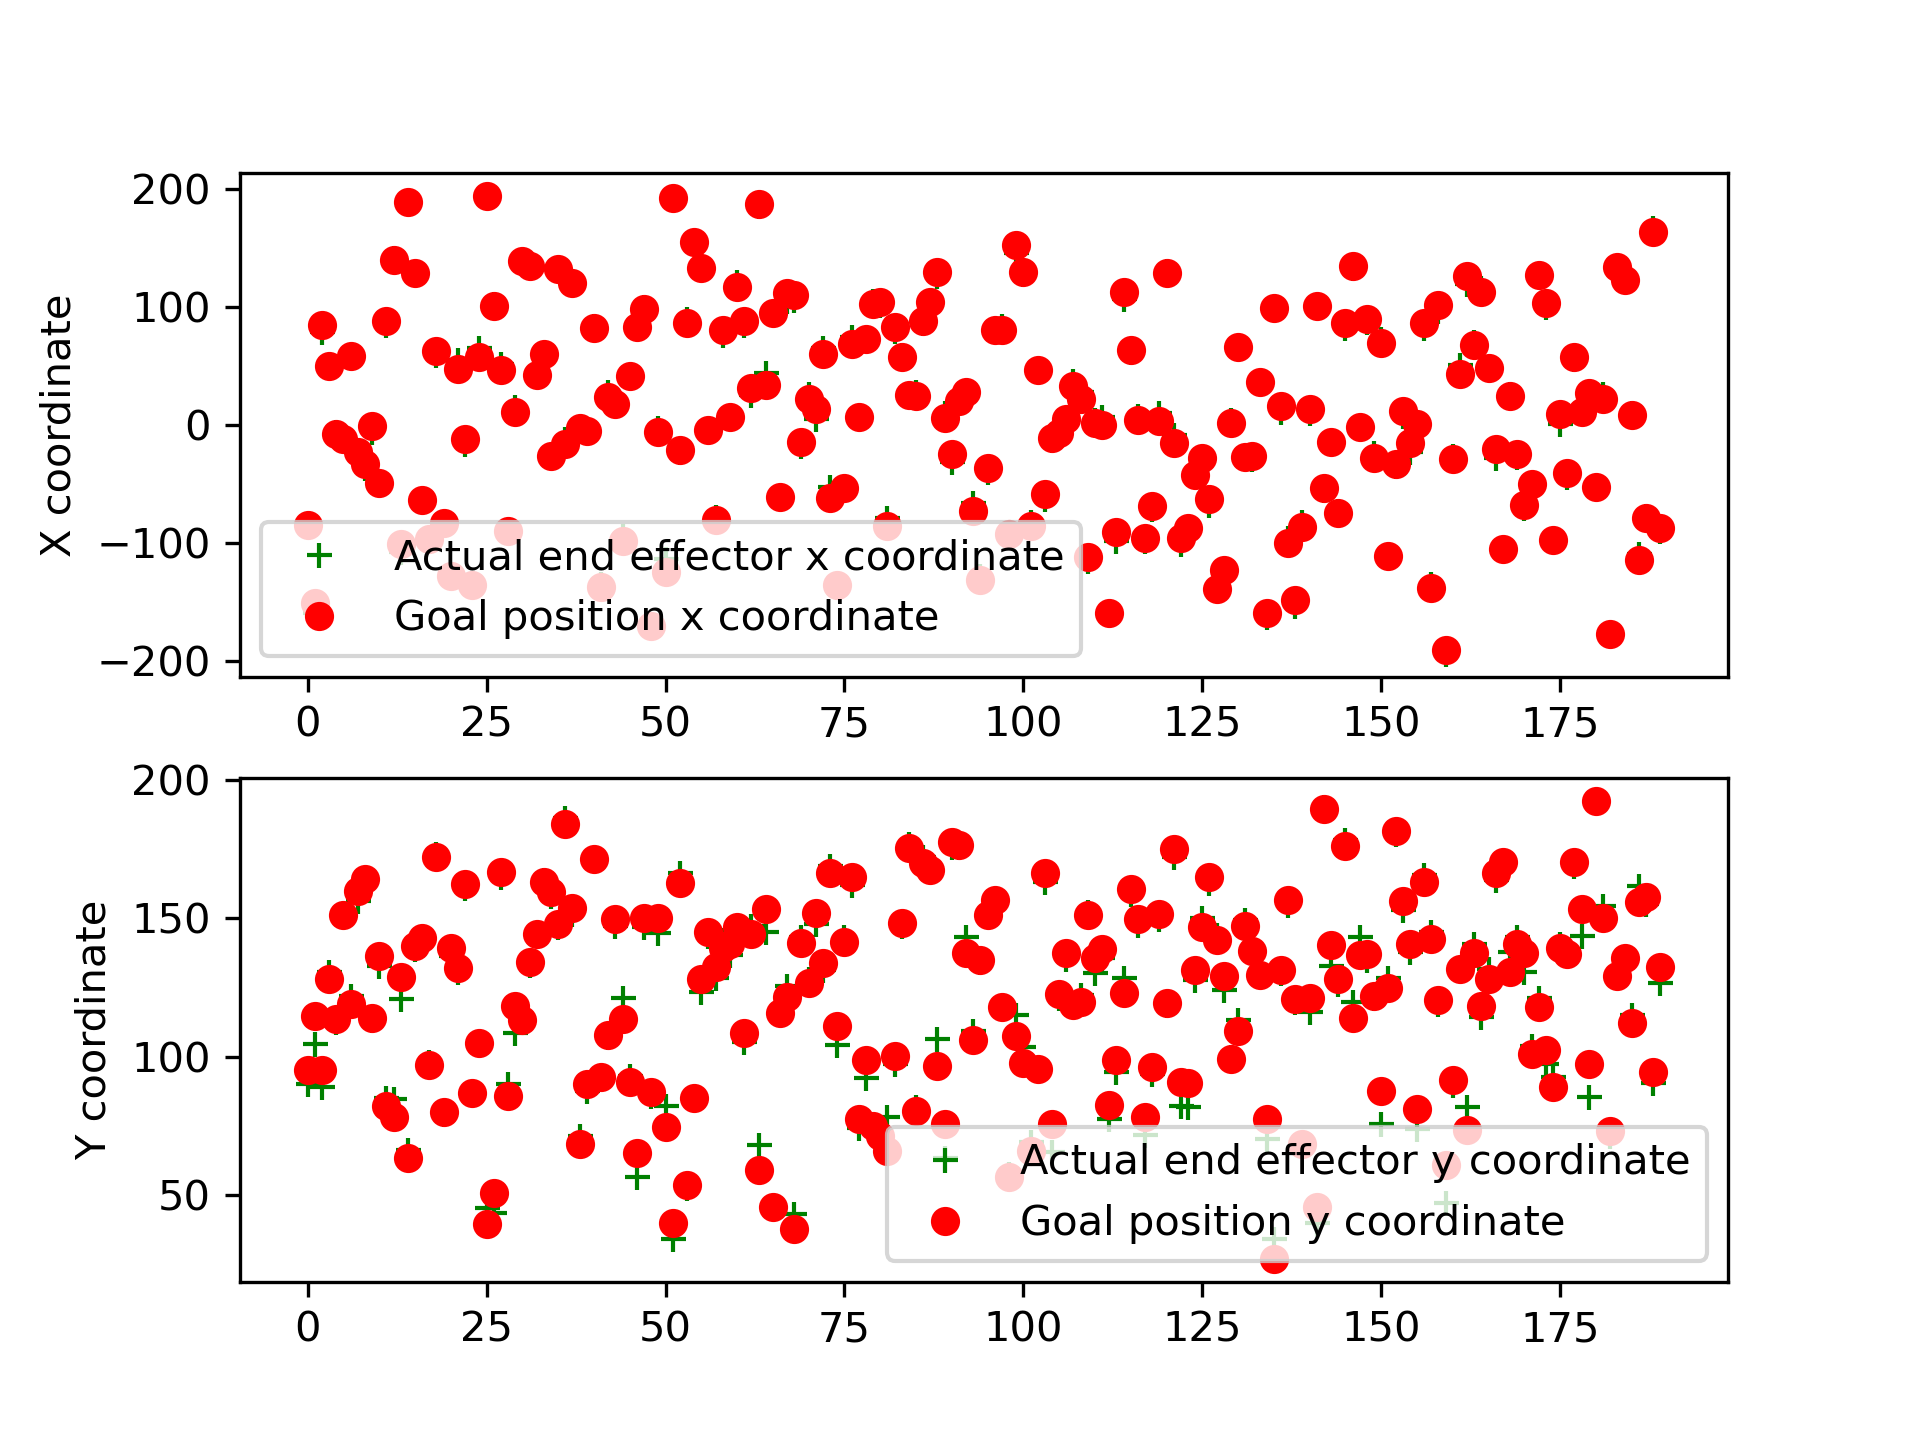 200
100
0
−100
−200
X coordinate
Actual end effector x coordinate
Goal position x coordinate
0 25 50 75 100 125 150 175
200
150
100
50
Y coordinate
Actual end effector y coordinate
Goal position y coordinate
0 25 50 75 100 125 150 175